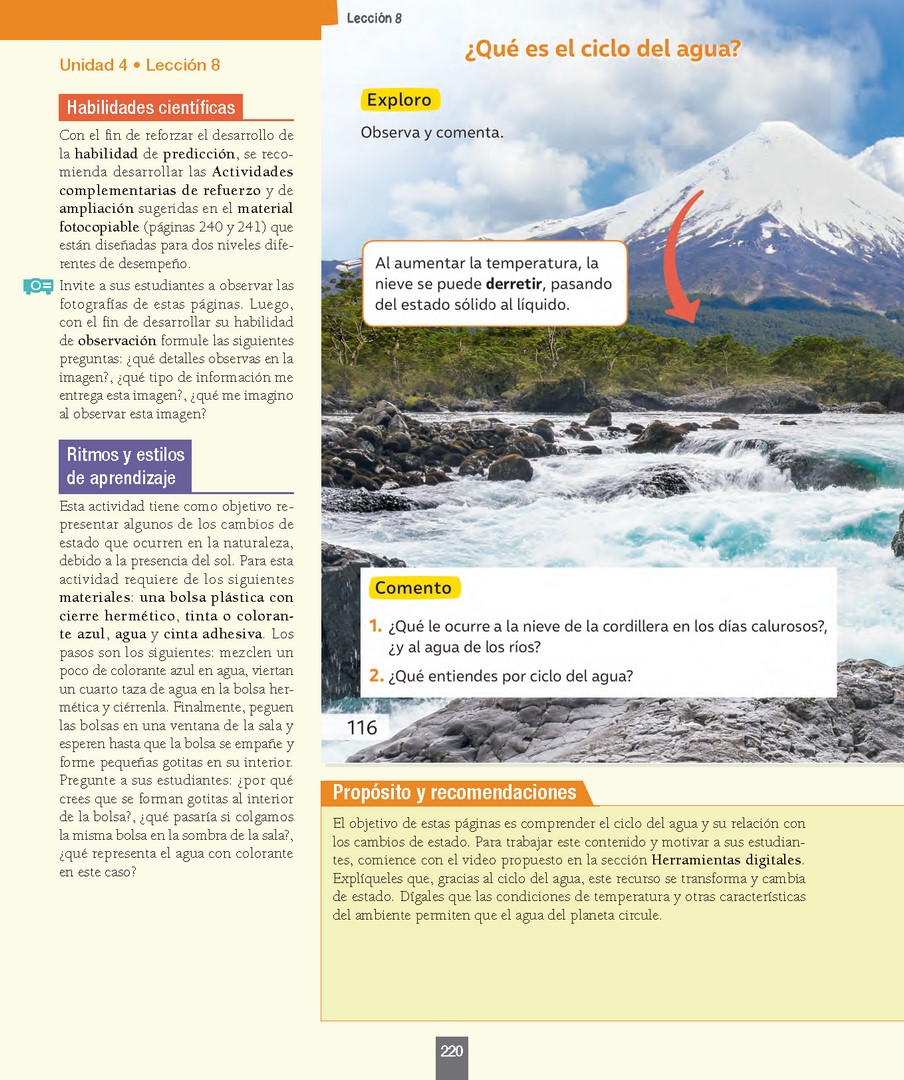 Unidad 4 • Lección 8
Habilidades científicas
Con el fin de reforzar el desarrollo de
la habilidad de predicción, se reco-
mienda desarrollar las Actividades
complementarias de refuerzo y de
ampliación sugeridas en el material
fotocopiable (páginas 240 y 241) que
están diseñadas para dos niveles dife-
rentes de desempeño.
Invite a sus estudiantes a observar las
fotografías de estas páginas. Luego,
con el fin de desarrollar su habilidad
de observación formule las siguientes
preguntas: ¿qué detalles observas en la
imagen?, ¿qué tipo de información me
entrega esta imagen?, ¿qué me imagino
al observar esta imagen?
Ritmos y estilos
de aprendizaje
Esta actividad tiene como objetivo re-
presentar algunos de los cambios de
estado que ocurren en la naturaleza,
debido a la presencia del sol. Para esta
actividad requiere de los siguientes
materiales: una bolsa plástica con
cierre hermético, tinta o coloran-
te azul, agua y cinta adhesiva. Los
pasos son los siguientes: mezclen un
poco de colorante azul en agua, viertan
un cuarto taza de agua en la bolsa her-
mética y ciérrenla. Finalmente, peguen
las bolsas en una ventana de la sala y
esperen hasta que la bolsa se empañe y
forme pequeñas gotitas en su interior.
Pregunte a sus estudiantes: ¿por qué
crees que se forman gotitas al interior
de la bolsa?, ¿qué pasaría si colgamos
la misma bolsa en la sombra de la sala?,
¿qué representa el agua con colorante
en este caso?
Lección 8
¿Qué es el ciclo del agua?
Exploro
Observa y comenta.
Al aumentar la temperatura, la
nieve se puede derretir, pasando
del estado sólido al líquido.
Comento
1. ¿Qué le ocurre a la nieve de la cordillera en los días calurosos?,
¿y al agua de los ríos?
2. ¿Qué entiendes por ciclo del agua?
116
Propósito y recomendaciones
El objetivo de estas páginas es comprender el ciclo del agua y su relación con
los cambios de estado. Para trabajar este contenido y motivar a sus estudian-
tes, comience con el video propuesto en la sección Herramientas digitales.
Explíqueles que, gracias al ciclo del agua, este recurso se transforma y cambia
de estado. Dígales que las condiciones de temperatura y otras características
del ambiente permiten que el agua del planeta circule.
220